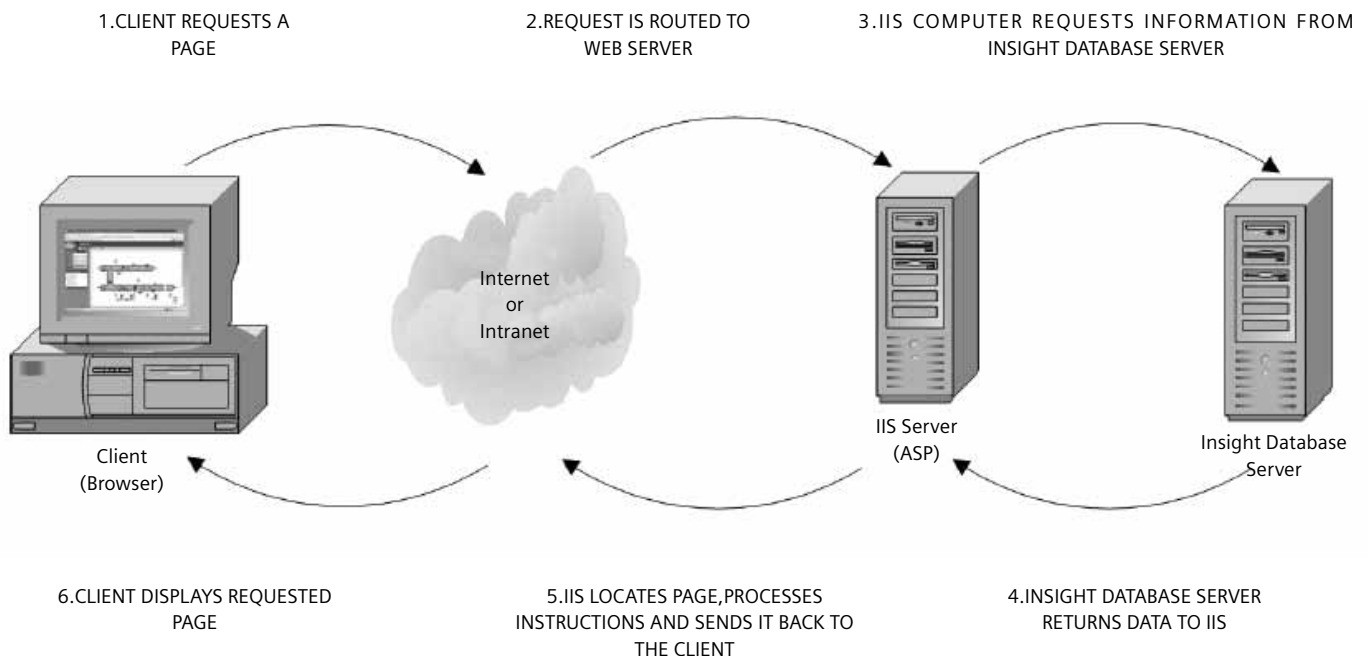 1.CLIENT REQUESTS A
PAGE
2.REQUEST IS ROUTED TO
WEB SERVER
3.IIS COMPUTER REQUESTS INFORMATION FROM
INSIGHT DATABASE SERVER
Internet
or
Intranet
Client
(Browser)
IIS Server
(ASP)
Insight Database
Server
6.CLIENT DISPLAYS REQUESTED
PAGE
5.IIS LOCATES PAGE,PROCESSES
INSTRUCTIONS AND SENDS IT BACK TO
THE CLIENT
4.INSIGHT DATABASE SERVER
RETURNS DATA TO IIS